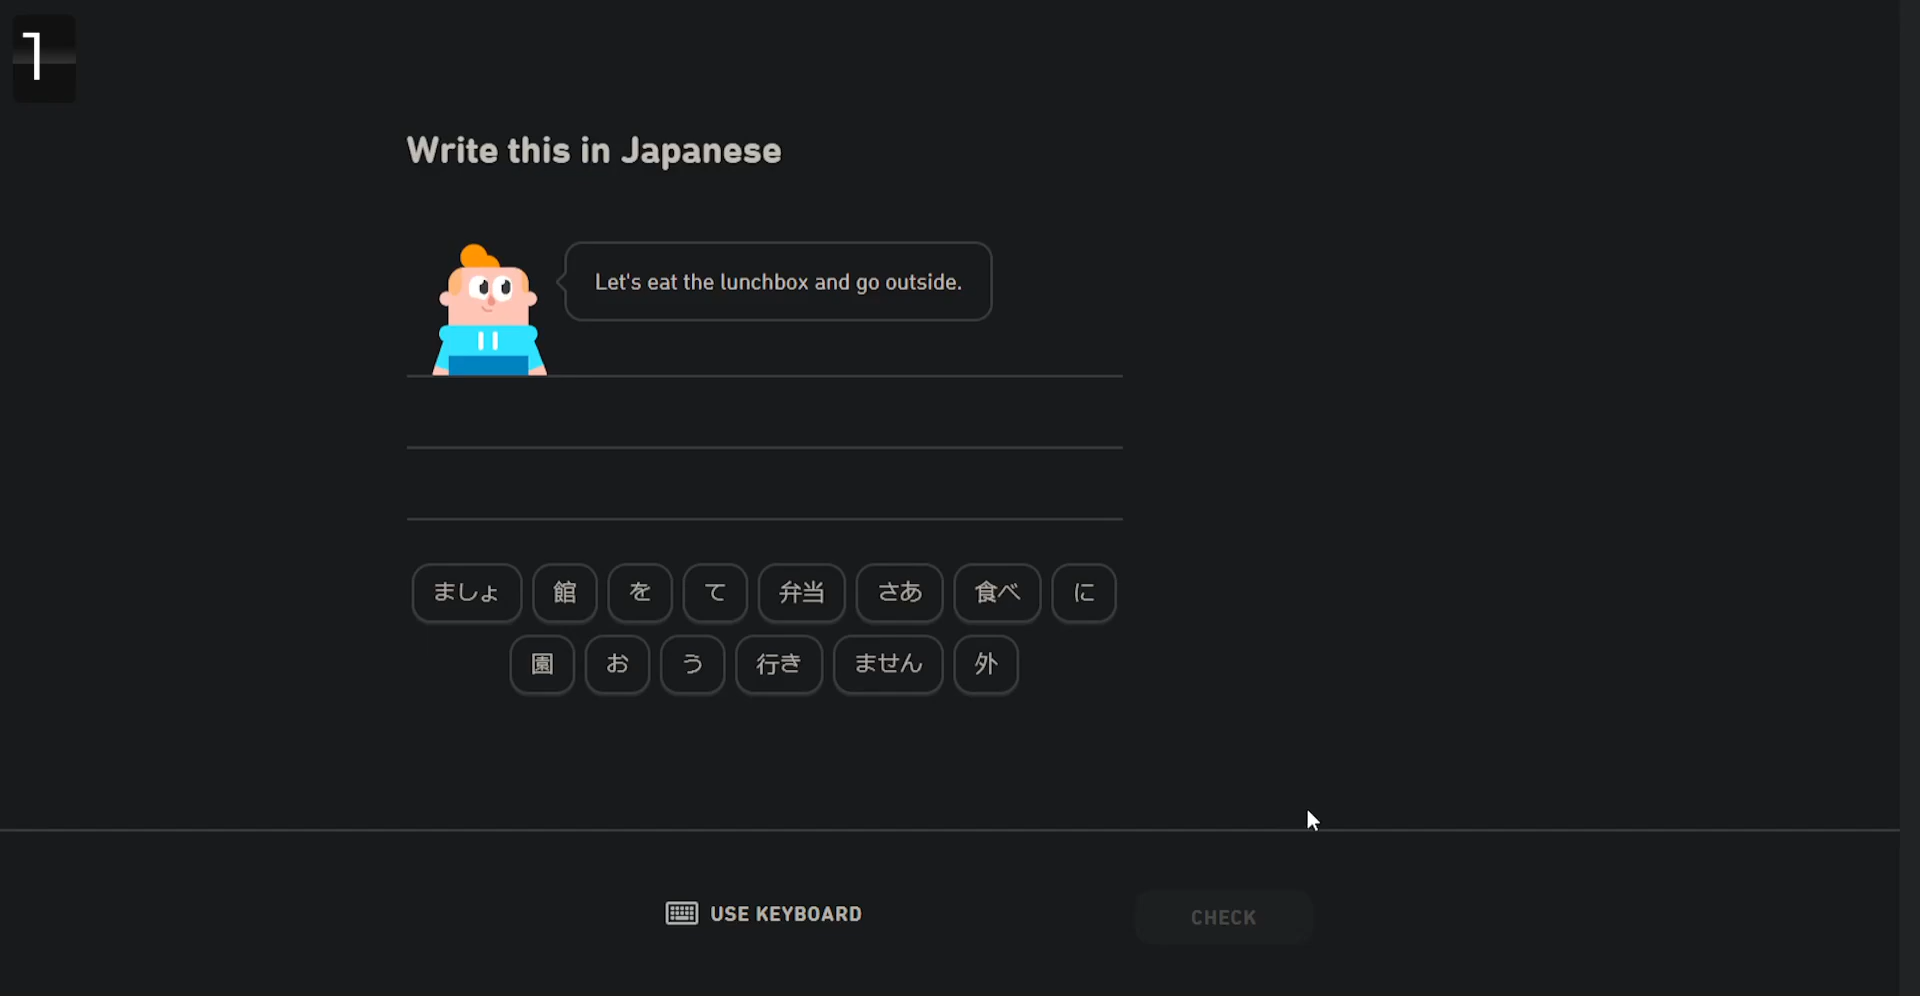 1
Write this in Japanese
Let's eat the lunchbox and go outside.
ましょ 館 を て 弁当 さあ 食べ に
園 お う 行き ません 外
USE KEYBOARD CHECK